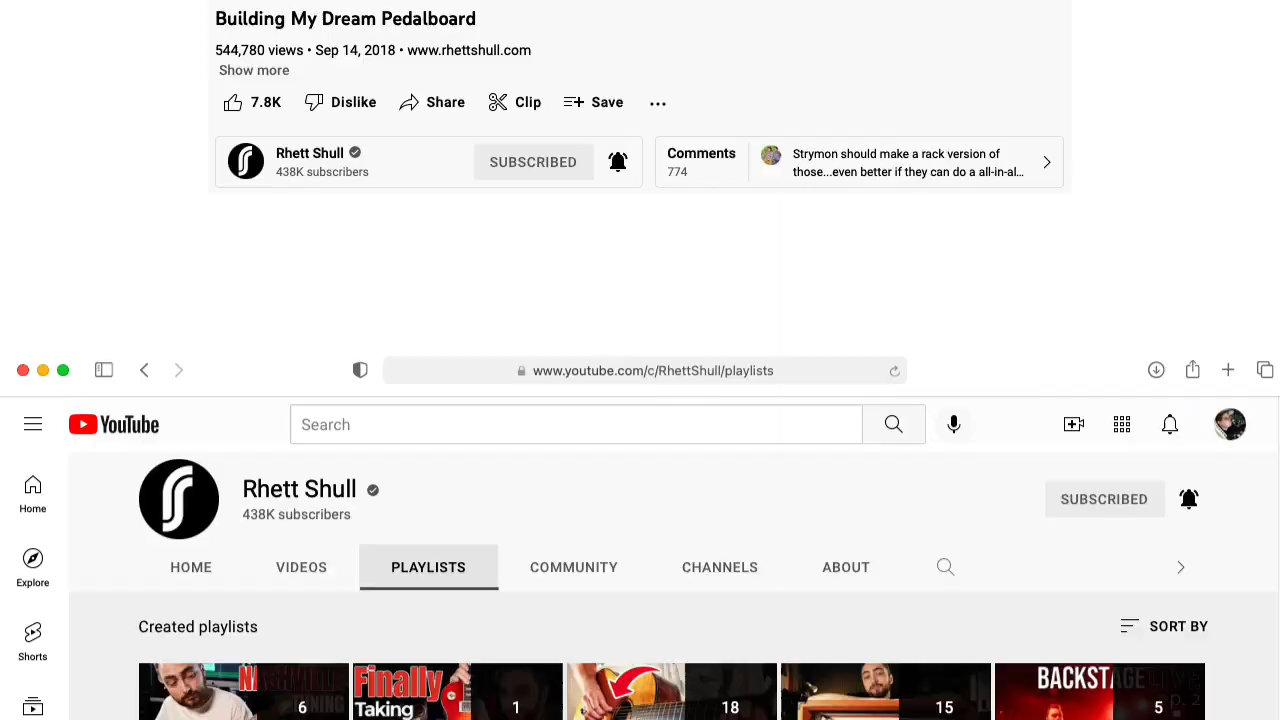 Building My Dream Pedalboard
544,780 views • Sep 14, 2018 • www.rhettshull.com
Show more
7.8K Dislike Share Clip Save ...
Rhett Shull
438K subscribers
SUBSCRIBED
Comments
774
Strymon should make a rack version of
those...even better if they can do a all-in-al...
www.youtube.com/c/RhettShull/playlists
YouTube
Search
Rhett Shull
438K subscribers
SUBSCRIBED
HOME VIDEOS PLAYLISTS COMMUNITY CHANNELS ABOUT
Home
Explore
Shorts
Created playlists
SORT BY
6
Finally
Taking
1
18
15
BACKSTAGE
5